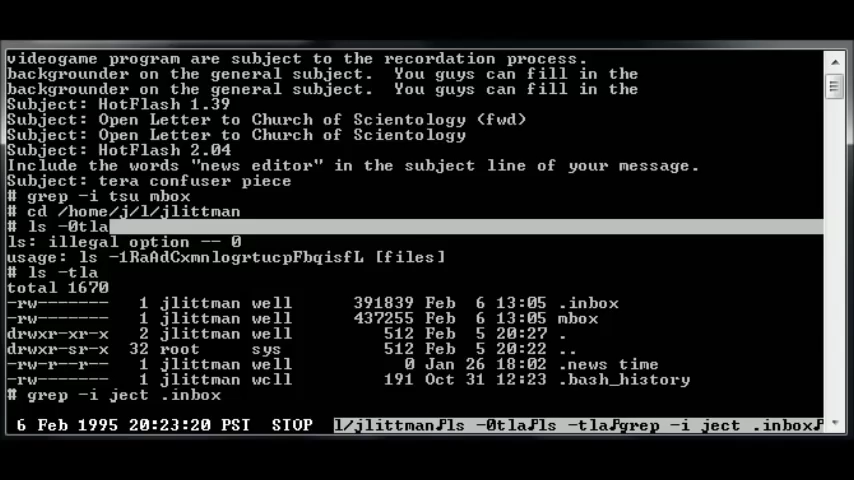 videogame program are subject to the recordation process.
backgrounder on the general subject.  You guys can fill in the
backgrounder on the general subject.  You guys can fill in the
Subject: HotFlash 1.39
Subject: Open Letter to Church of Scientology (fwd)
Subject: Open Letter to Church of Scientology
Subject: HotFlash 2.04
Include the words "news editor" in the subject line of your message.
Subject: tera confuser piece
# grep -i tsu mbox
# cd /home/j/l/jlittman
# ls -0tla
ls: illegal option -- 0
usage: ls -1RaAdCxmnlogrtucpFbqisfL [files]
# ls -tla
total 1670
-rw-------   1 jlittman well      391839 Feb  6 13:05 .inbox
-rw-------   1 jlittman well      437255 Feb  6 13:05 mbox
drwxr-xr-x   2 jlittman well         512 Feb  5 20:27 .
drwxr-sr-x  32 root     sys          512 Feb  5 20:22 ..
-rw-r--r--   1 jlittman well           0 Jan 26 18:02 .news_time
-rw-------   1 jlittman well         191 Oct 31 12:23 .bash_history
# grep -i ject .inbox
6 Feb 1995 20:23:20 PST  STOP  l/jlittman♪ls -0tla♪ls -tla♪grep -i ject .inbox♪